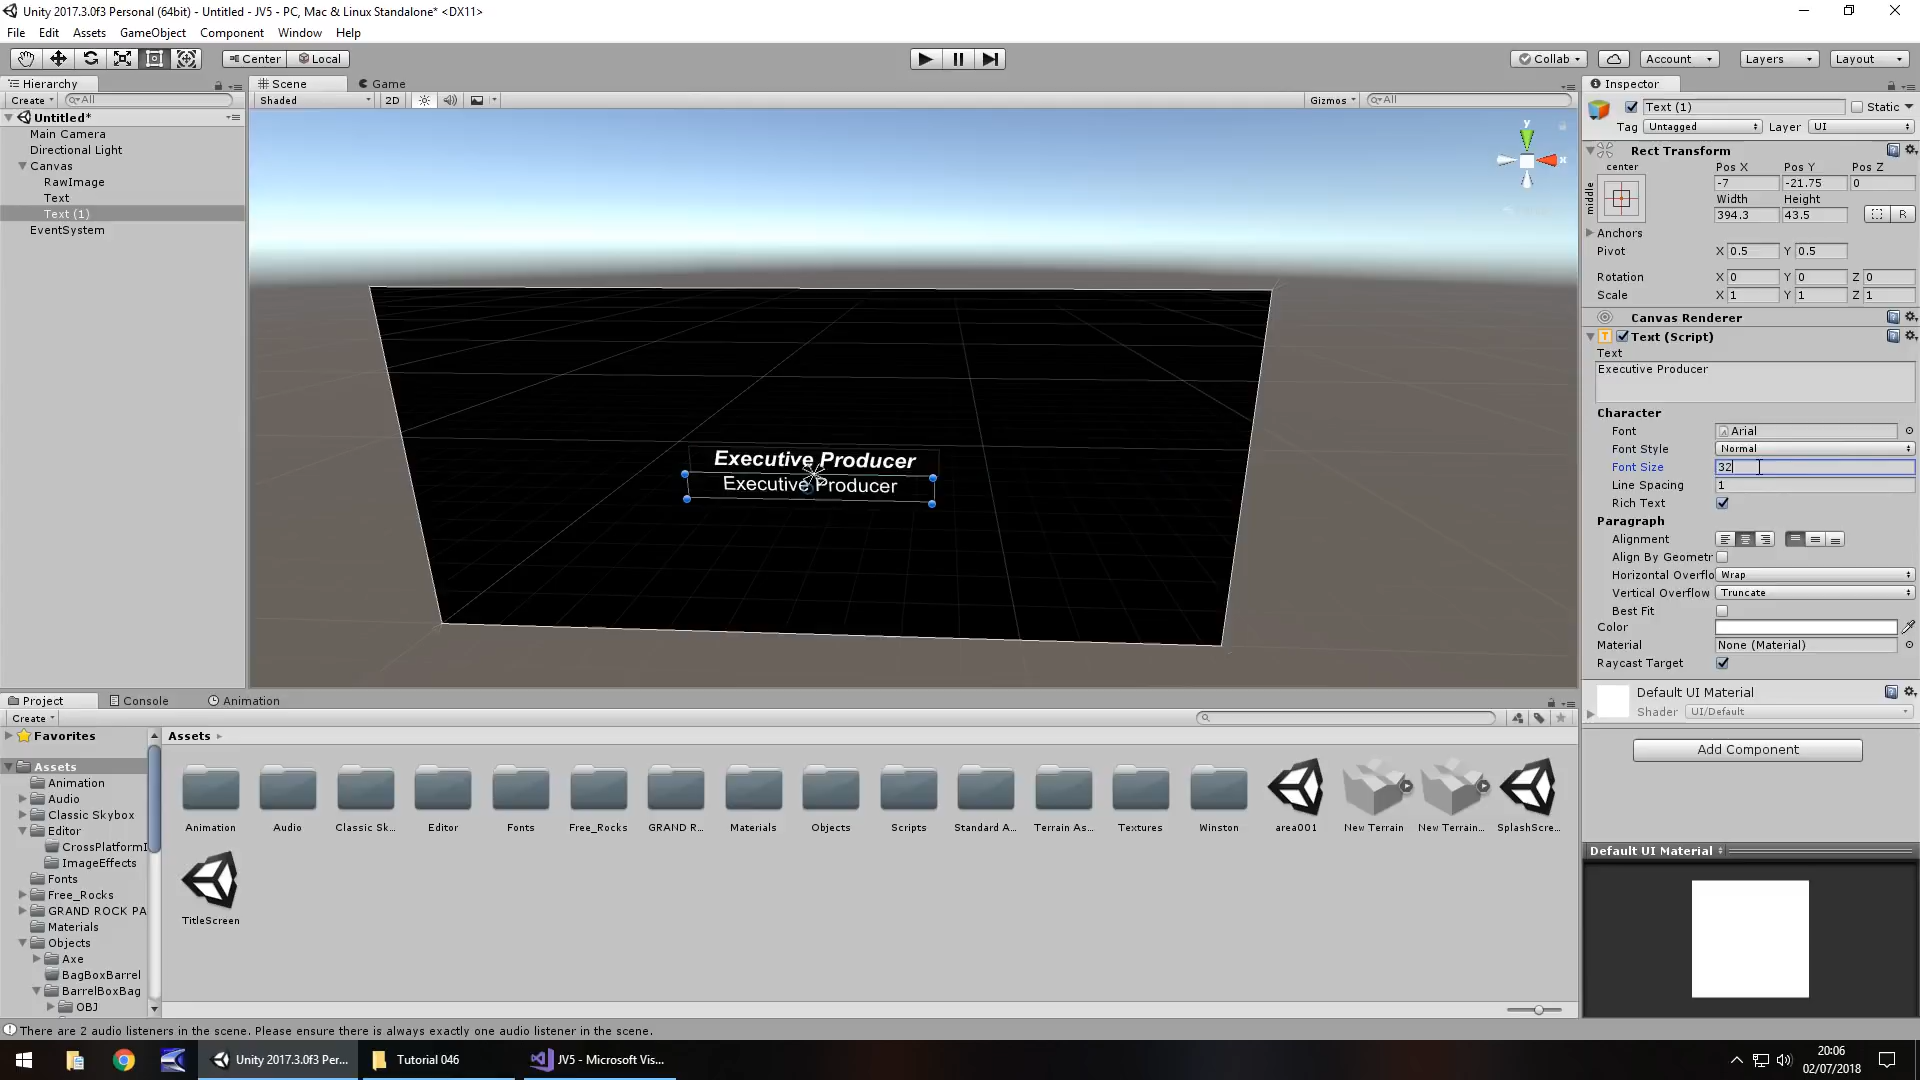 Unity 2017.3.0f3 Personal (64bit) - Untitled - JV5 - PC, Mac & Linux Standalone* <DX11>
File Edit Assets GameObject Component Window Help
Center Local Collab Account Layers Layout
Hierarchy
Create All
Untitled*
Main Camera
Directional Light
Canvas
RawImage
Text
Text (1)
EventSystem
Scene Game
Shaded 2D Gizmos All
y
x
Executive Producer
Executive Producer
Inspector
Text (1) Static
Tag Untagged Layer UI
Rect Transform
center
middle
Pos X Pos Y Pos Z
-7 -21.75 0
Width Height
394.3 43.5 R
Anchors
Pivot X 0.5 Y 0.5
Rotation X 0 Y 0 Z 0
Scale X 1 Y 1 Z 1
Canvas Renderer
Text (Script)
Text
Executive Producer
Character
Font Arial
Font Style Normal
Font Size 32
Line Spacing 1
Rich Text
Paragraph
Alignment
Align By Geometr
Horizontal Overflo Wrap
Vertical Overflow Truncate
Best Fit
Color
Material None (Material)
Raycast Target
Default UI Material
Shader UI/Default
Add Component
Default UI Material
Project Console Animation
Create
Favorites
Assets
Animation
Audio
Classic Skybox
Editor
CrossPlatformI
ImageEffects
Fonts
Free_Rocks
GRAND ROCK PA
Materials
Objects
Axe
BagBoxBarrel
BarrelBoxBag
OBJ
Assets
Animation Audio Classic Sk... Editor Fonts Free_Rocks GRAND R... Materials Objects Scripts Standard A... Terrain As... Textures Winston area001 New Terrain New Terrain... SplashScre...
TitleScreen
There are 2 audio listeners in the scene. Please ensure there is always exactly one audio listener in the scene.
Unity 2017.3.0f3 Per... Tutorial 046 JV5 - Microsoft Vis...
20:06
02/07/2018